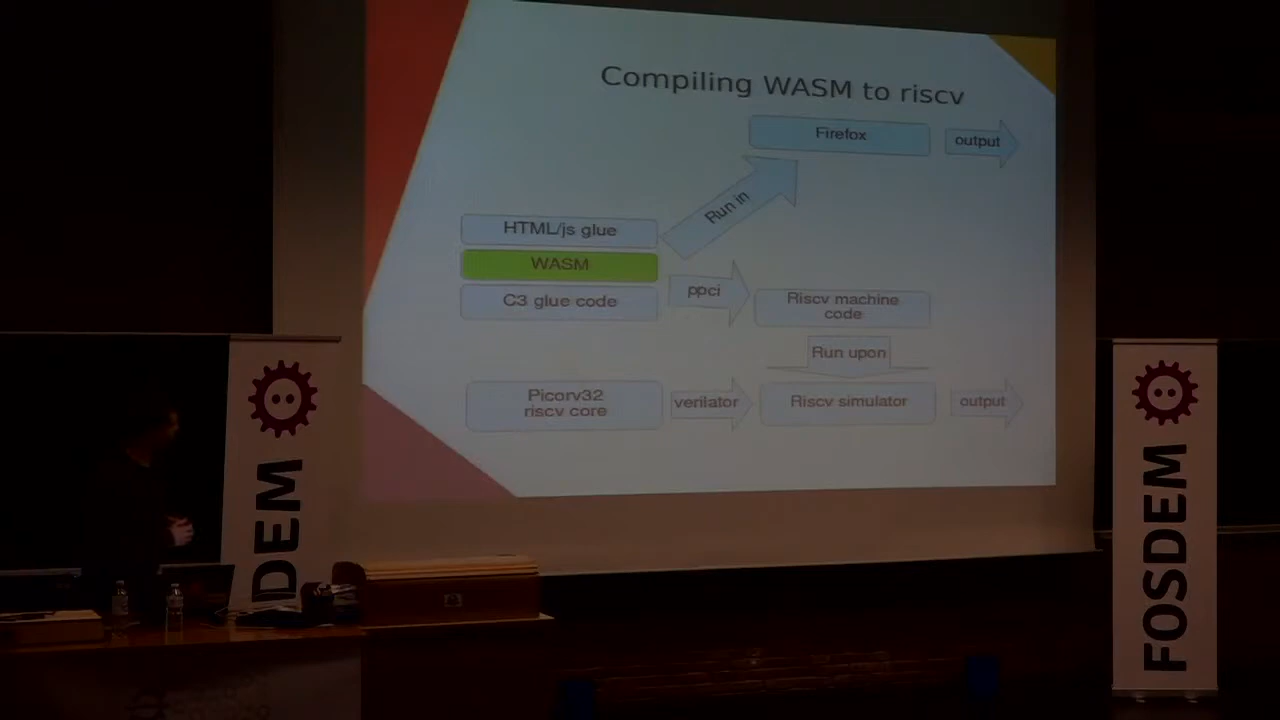 Compiling WASM to riscv
Firefox
output
Run in
HTML/js glue
WASM
C3 glue code
ppci
Riscv machine
code
Run upon
Picorv32
riscv core
verilator
Riscv simulator
output
DEM
FOSDEM